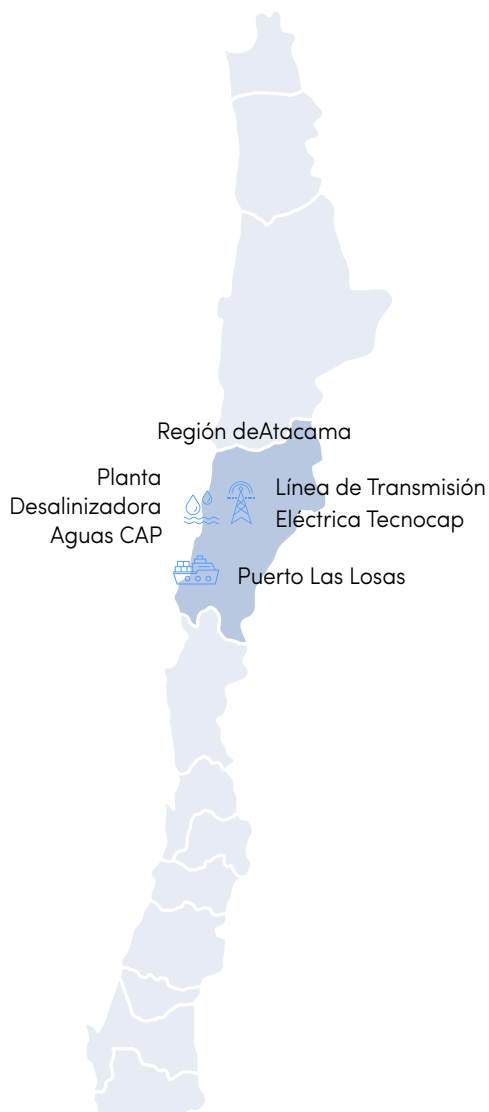 Región deAtacama
Planta
Desalinizadora
Aguas CAP
Línea de Transmisión
Eléctrica Tecnocap
Puerto Las Losas